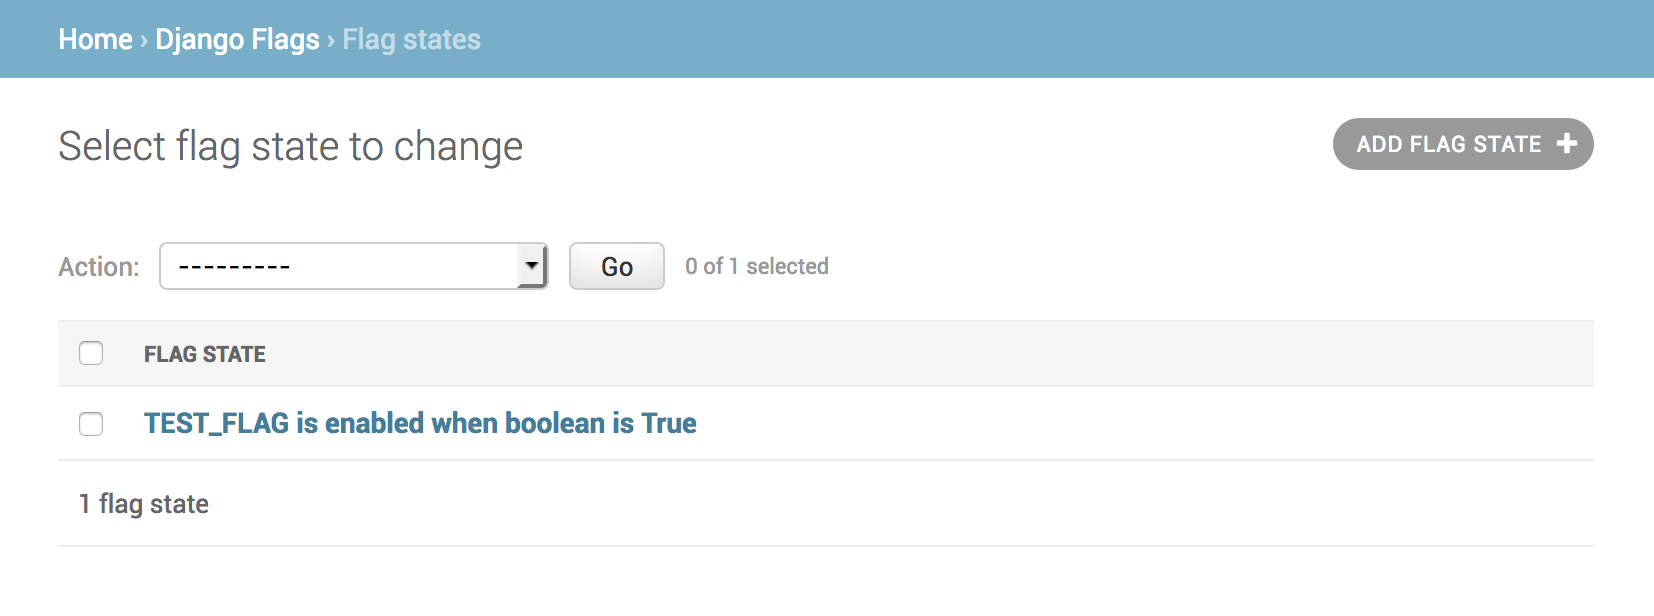 Home › Django Flags › Flag states
Select flag state to change
ADD FLAG STATE +
Action: --------- Go 0 of 1 selected
FLAG STATE
TEST_FLAG is enabled when boolean is True
1 flag state